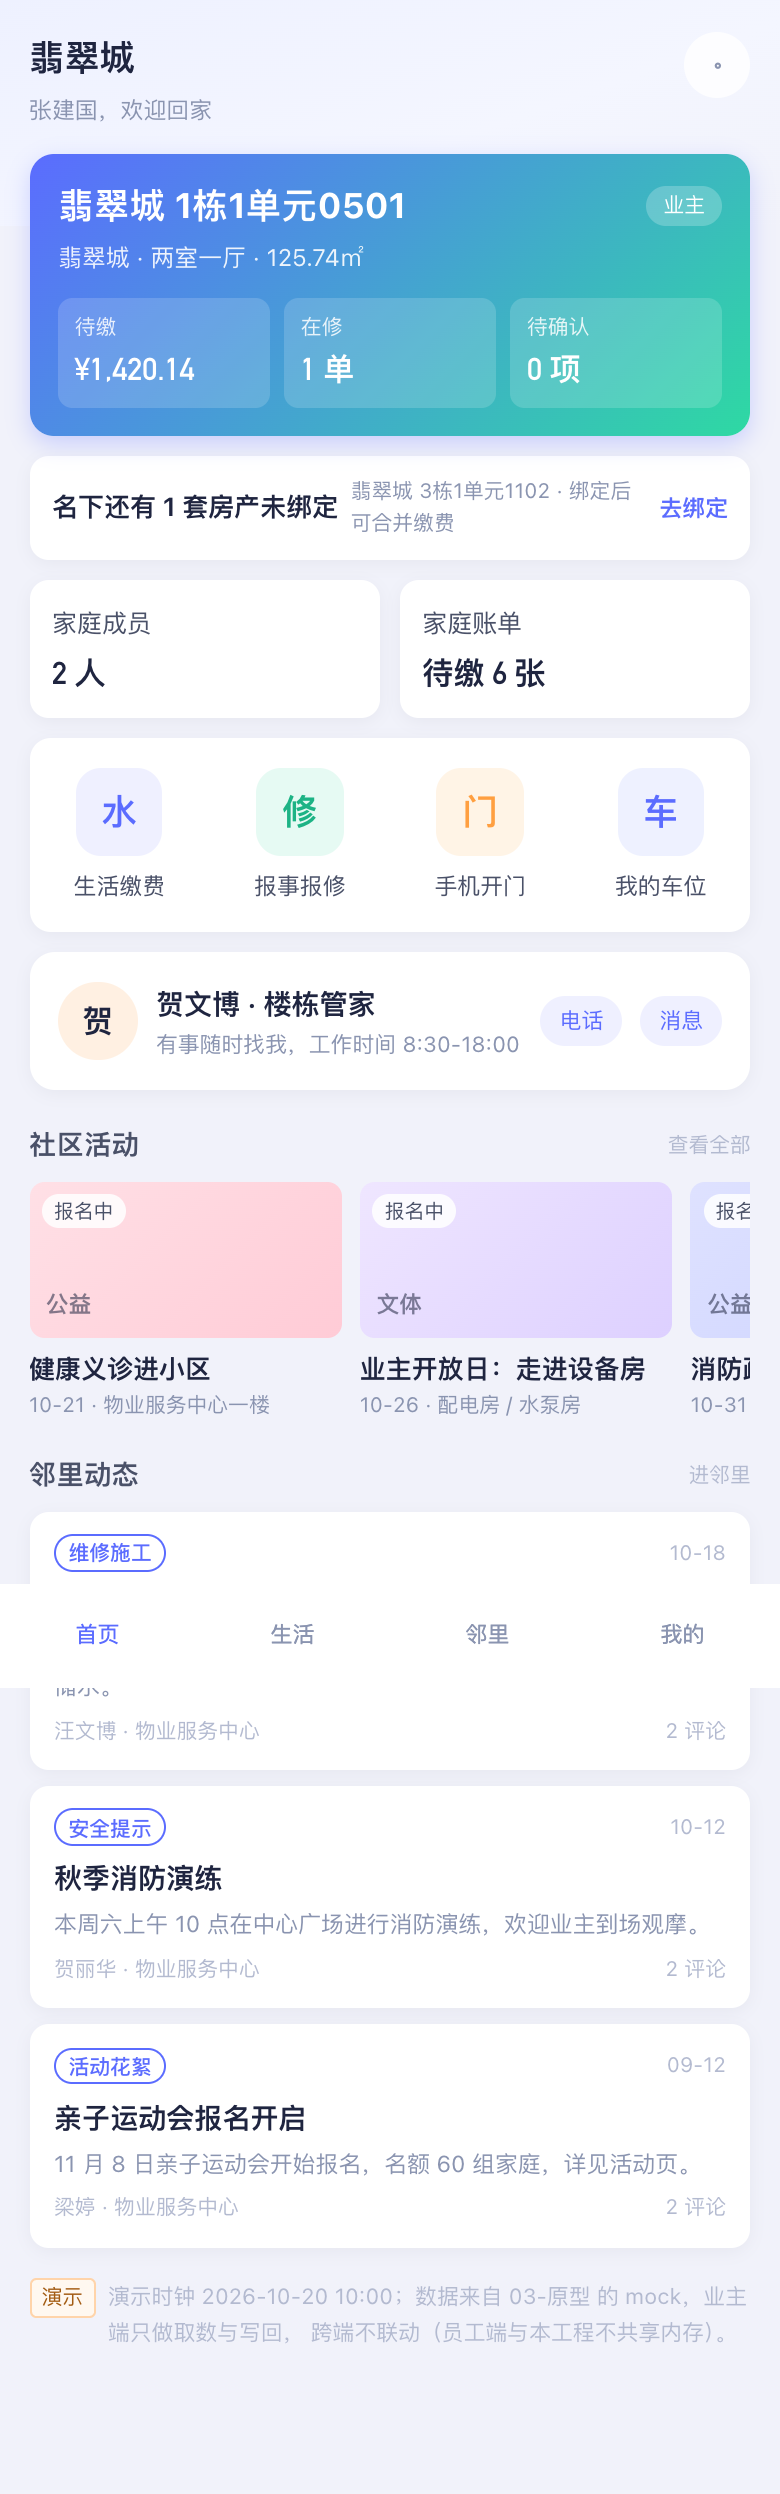 翡翠城
张建国，欢迎回家
翡翠城 1栋1单元0501
业主
翡翠城 · 两室一厅 · 125.74㎡
待缴
在修
待确认
¥1,420.14
1 单
0 项
名下还有 1 套房产未绑定
翡翠城 3栋1单元1102 · 绑定后
可合并缴费
去绑定
家庭成员
家庭账单
2 人
待缴 6 张
水
修
门
车
生活缴费
报事报修
手机开门
我的车位
贺
贺文博 · 楼栋管家
有事随时找我，工作时间 8:30-18:00
电话
消息
社区活动
查看全部
报名中
报名中
报名
公益
文体
公益
健康义诊进小区
业主开放日：走进设备房
消防
10-21 · 物业服务中心一楼
10-26 · 配电房 / 水泵房
10-31
邻里动态
进邻里
维修施工
10-18
首页
生活
邻里
我的
汪文博 · 物业服务中心
2 评论
安全提示
10-12
秋季消防演练
本周六上午 10 点在中心广场进行消防演练，欢迎业主到场观摩。
贺丽华 · 物业服务中心
2 评论
活动花絮
09-12
亲子运动会报名开启
11 月 8 日亲子运动会开始报名，名额 60 组家庭，详见活动页。
梁婷 · 物业服务中心
2 评论
演示
演示时钟 2026-10-20 10:00；数据来自 03-原型 的 mock，业主
端只做取数与写回， 跨端不联动（员工端与本工程不共享内存）。